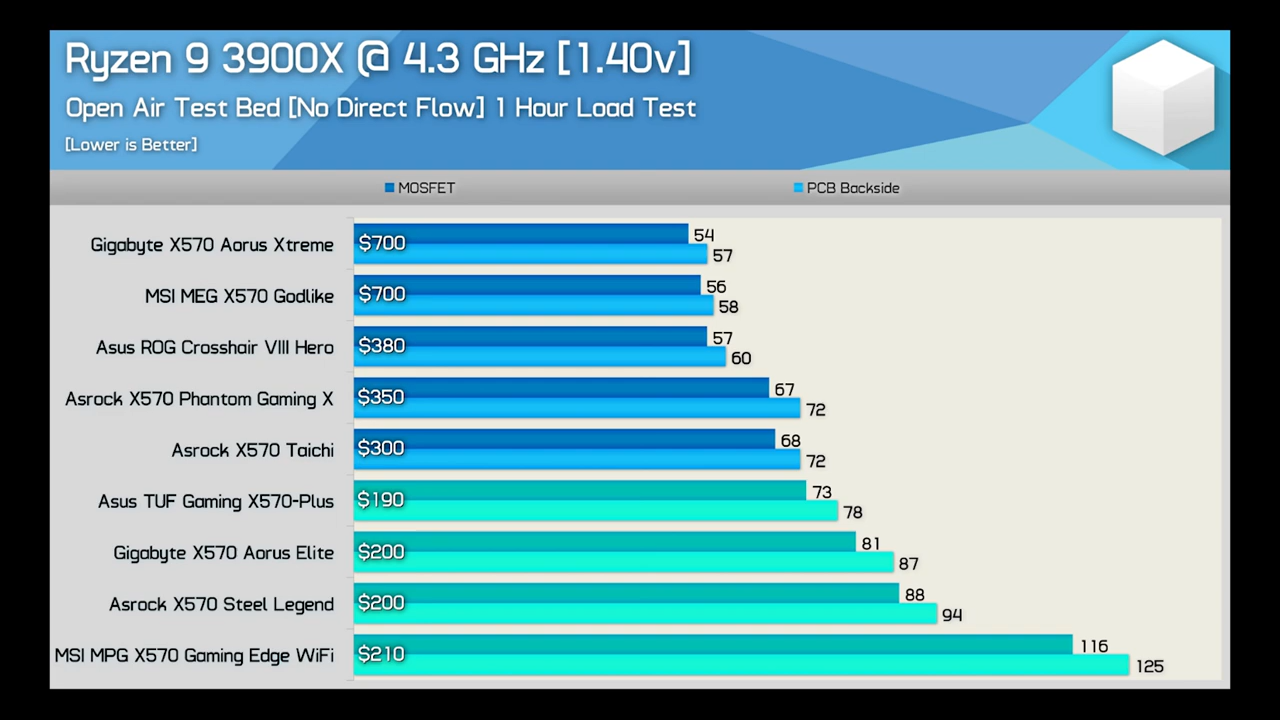 Ryzen 9 3900X @ 4.3 GHz [1.40v]
Open Air Test Bed [No Direct Flow] 1 Hour Load Test
[Lower is Better]
MOSFET PCB Backside
Gigabyte X570 Aorus Xtreme $700 54 57
MSI MEG X570 Godlike $700 56 58
Asus ROG Crosshair VIII Hero $380 57 60
Asrock X570 Phantom Gaming X $350 67 72
Asrock X570 Taichi $300 68 72
Asus TUF Gaming X570-Plus $190 73 78
Gigabyte X570 Aorus Elite $200 81 87
Asrock X570 Steel Legend $200 88 94
MSI MPG X570 Gaming Edge WiFi $210 116 125